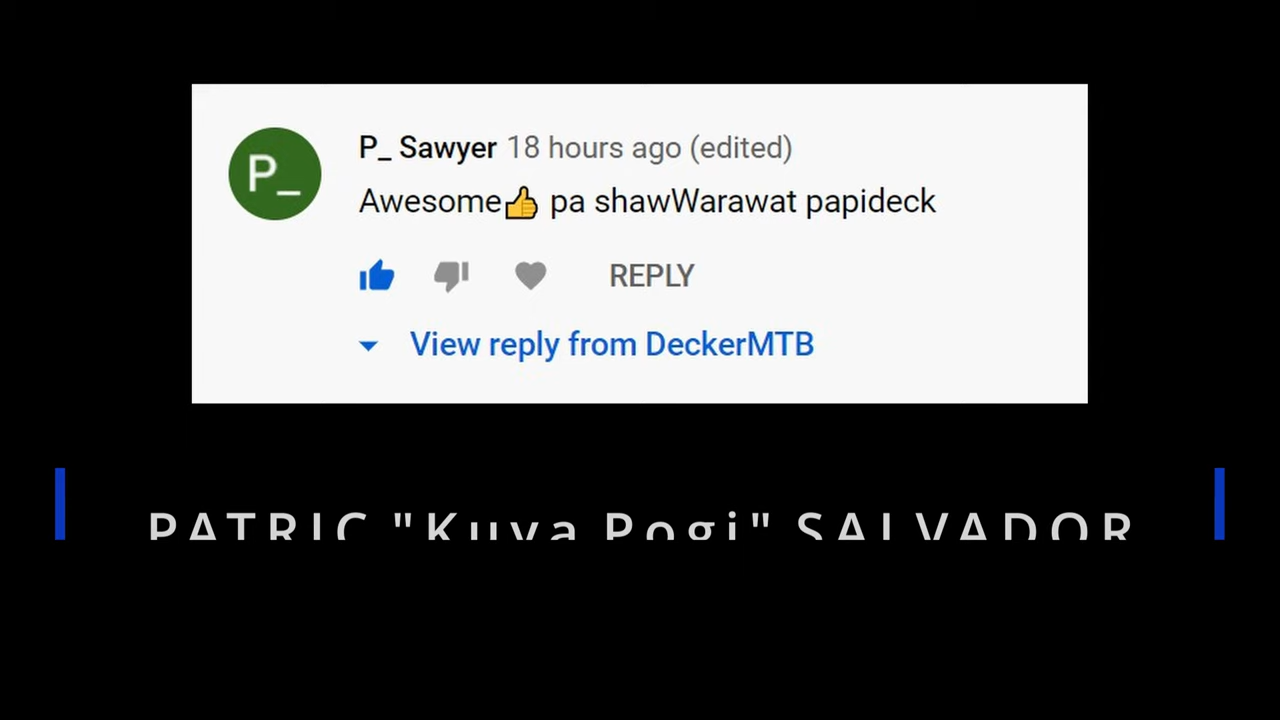 P_
P_ Sawyer 18 hours ago (edited)
Awesome👍 pa shawWarawat papideck
REPLY
View reply from DeckerMTB
PATRIC "Kuya Pogi" SALVADOR